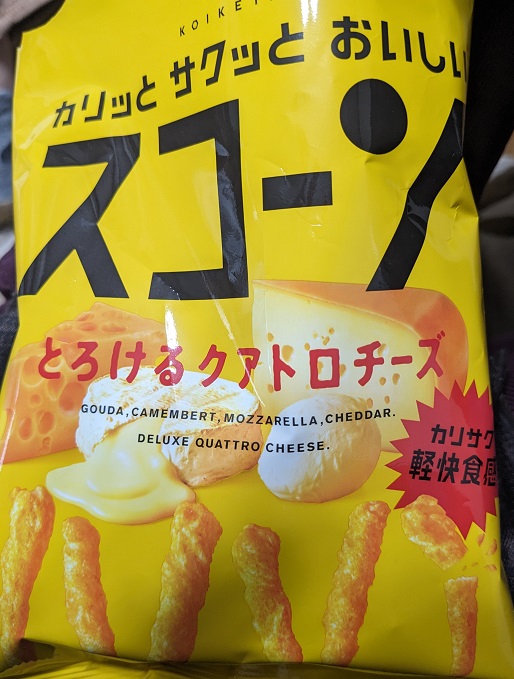 KOIKE
カリッと サクッと おいしい
スコーン
とろけるクアトロチーズ
GOUDA, CAMEMBERT, MOZZARELLA, CHEDDAR.
DELUXE QUATTRO CHEESE.
カリサク
軽快食感